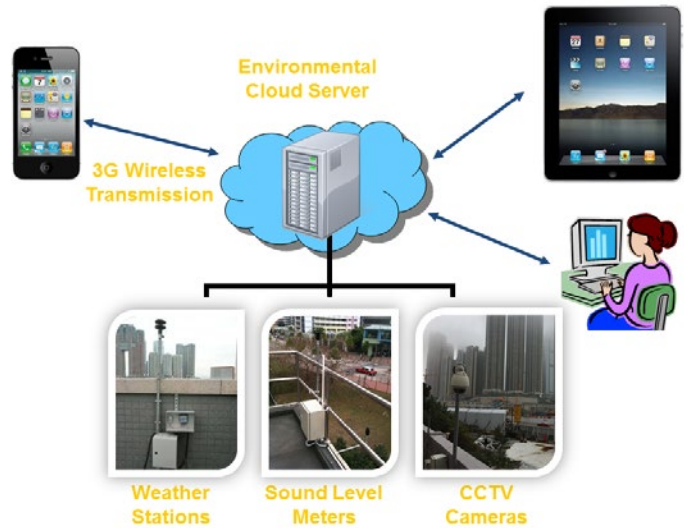 Environmental
Cloud Server
3G Wireless
Transmission
Weather
Stations
Sound Level
Meters
CCTV
Cameras